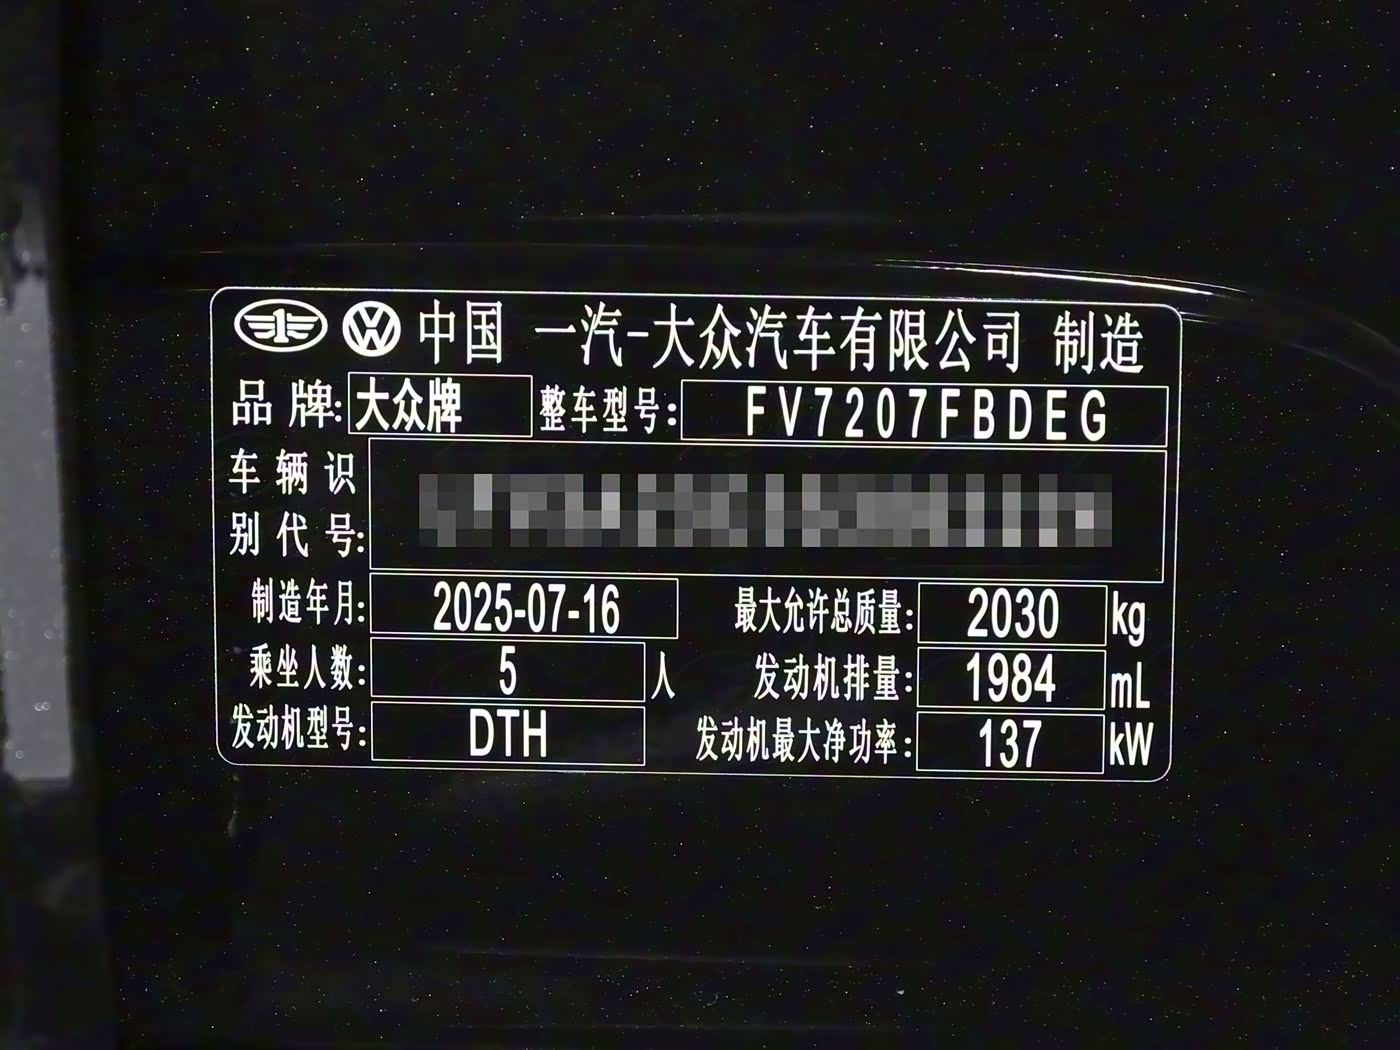 中国 一汽-大众汽车有限公司 制造
品牌: 大众牌 整车型号: FV7207FBDEG
车辆识
别代号:
制造年月: 2025-07-16 最大允许总质量: 2030 kg
乘坐人数: 5 人 发动机排量: 1984 mL
发动机型号: DTH 发动机最大净功率: 137 kW